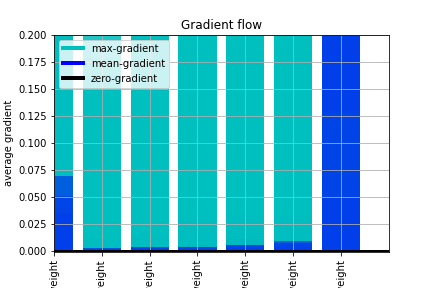 Gradient flow
max-gradient
mean-gradient
zero-gradient
average gradient
0.200
0.175
0.150
0.125
0.100
0.075
0.050
0.025
0.000
eight
eight
eight
eight
eight
eight
eight